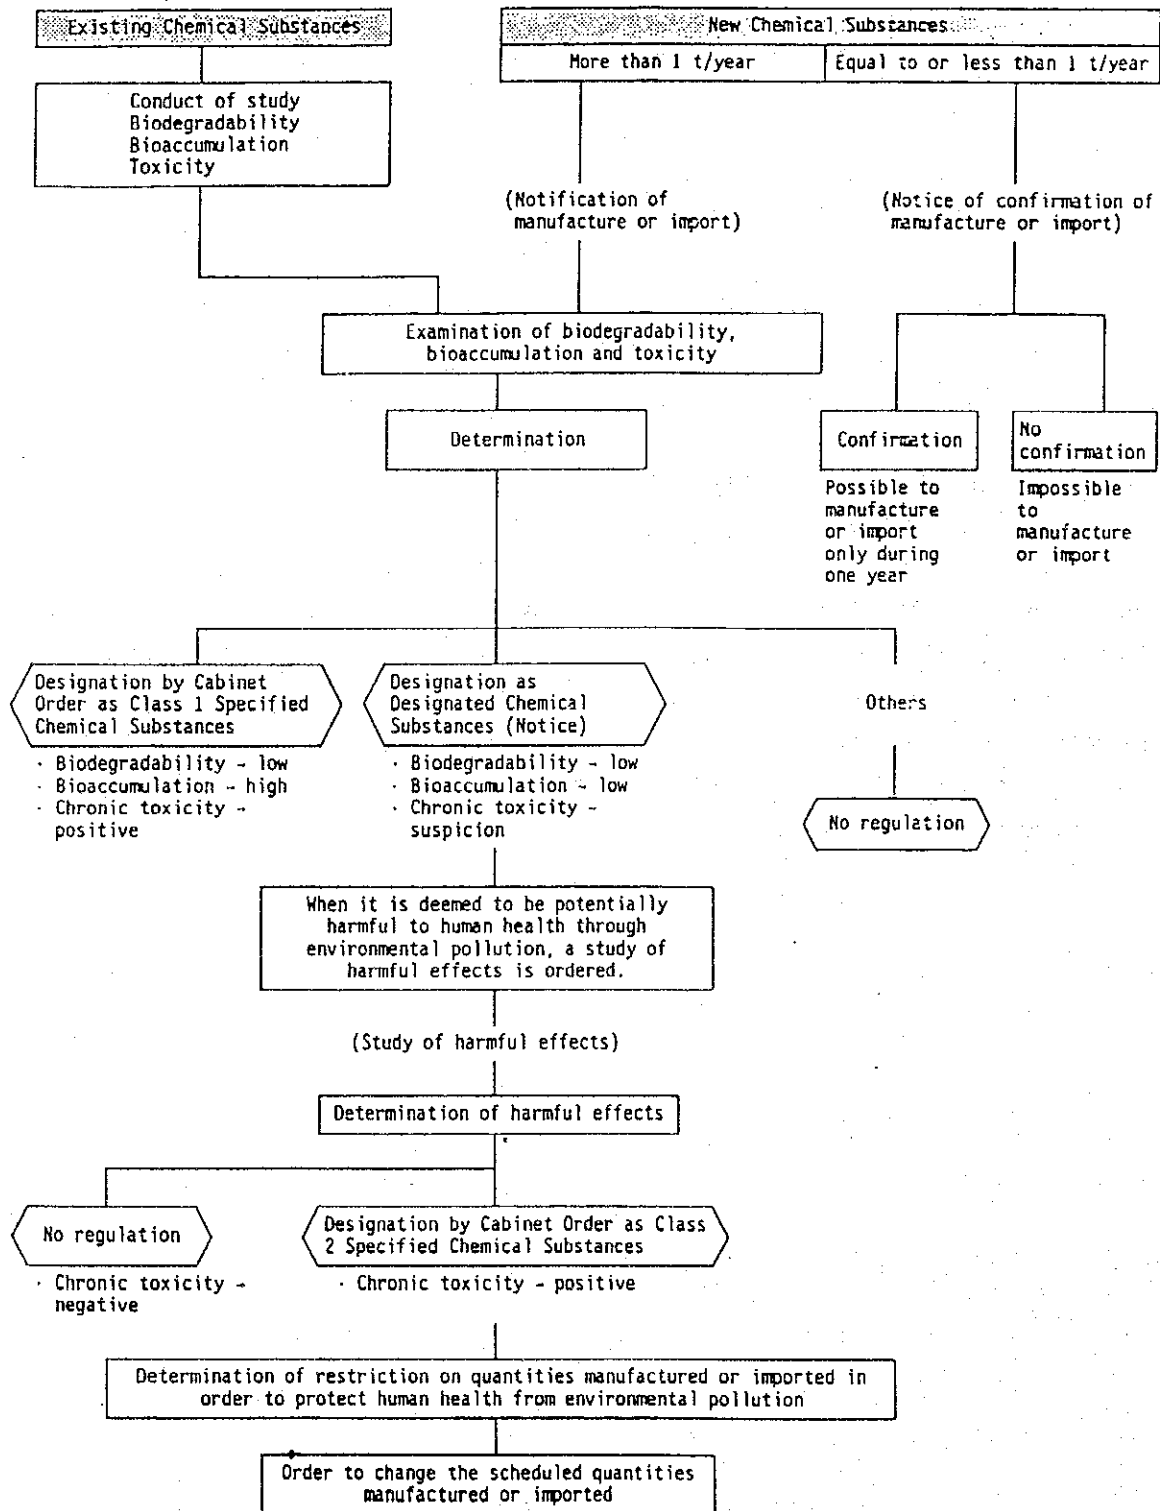 Existing Chemical Substances
New Chemical Substances
More than 1 t/year
Equal to or less than 1 t/year
Conduct of study
Biodegradability
Bioaccumulation
Toxicity
(Notification of
manufacture or import)
(Notice of confirmation of
manufacture or import)
Examination of biodegradability,
bioaccumulation and toxicity
Determination
Confirmation
No
confirmation
Possible to
manufacture
or import
only during
one year
Impossible
to
manufacture
or import
Designation by Cabinet
Order as Class 1 Specified
Chemical Substances
· Biodegradability - low
· Bioaccumulation - high
· Chronic toxicity -
positive
Designation as
Designated Chemical
Substances (Notice)
· Biodegradability - low
· Bioaccumulation - low
· Chronic toxicity -
suspicion
Others
No regulation
When it is deemed to be potentially
harmful to human health through
environmental pollution, a study of
harmful effects is ordered.
(Study of harmful effects)
Determination of harmful effects
No regulation
· Chronic toxicity -
negative
Designation by Cabinet Order as Class
2 Specified Chemical Substances
· Chronic toxicity - positive
Determination of restriction on quantities manufactured or imported in
order to protect human health from environmental pollution
Order to change the scheduled quantities
manufactured or imported